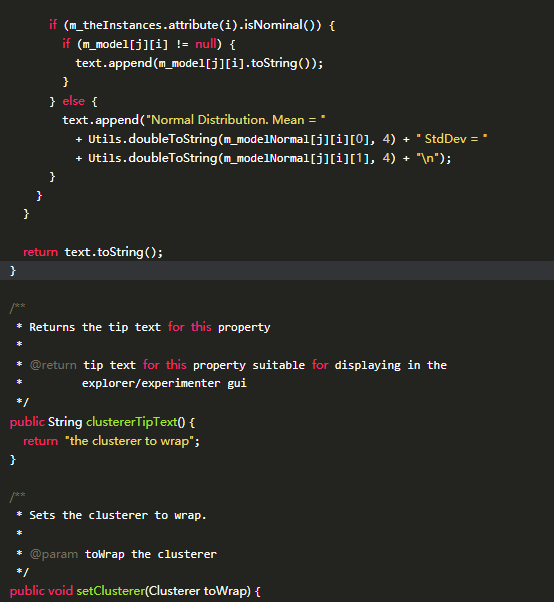 if (m_theInstances.attribute(i).isNominal()) {
if (m_model[j][i] != null) {
text.append(m_model[j][i].toString());
}
} else {
text.append("Normal Distribution. Mean = "
+ Utils.doubleToString(m_modelNormal[j][i][0], 4) + " StdDev = "
+ Utils.doubleToString(m_modelNormal[j][i][1], 4) + "\n");
}
}
}
return text.toString();
}
/**
* Returns the tip text for this property
*
* @return tip text for this property suitable for displaying in the
* explorer/experimenter gui
*/
public String clustererTipText() {
return "the clusterer to wrap";
}
/**
* Sets the clusterer to wrap.
*
* @param toWrap the clusterer
*/
public void setClusterer(Clusterer toWrap) {